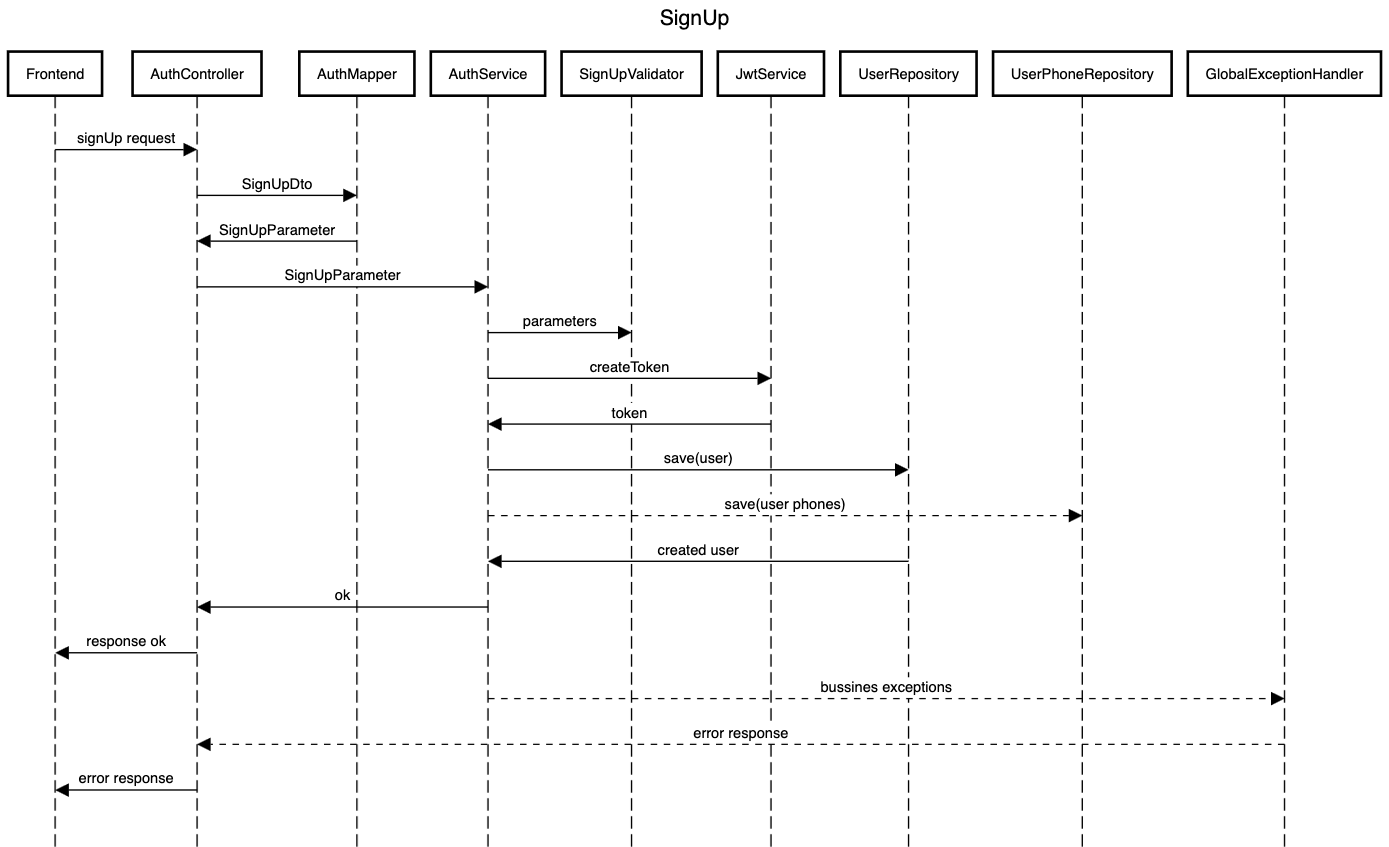 SignUp
Frontend
AuthController
AuthMapper
AuthService
SignUpValidator
JwtService
UserRepository
UserPhoneRepository
GlobalExceptionHandler
signUp request
SignUpDto
SignUpParameter
SignUpParameter
parameters
createToken
token
save(user)
save(user phones)
created user
ok
response ok
bussines exceptions
error response
error response